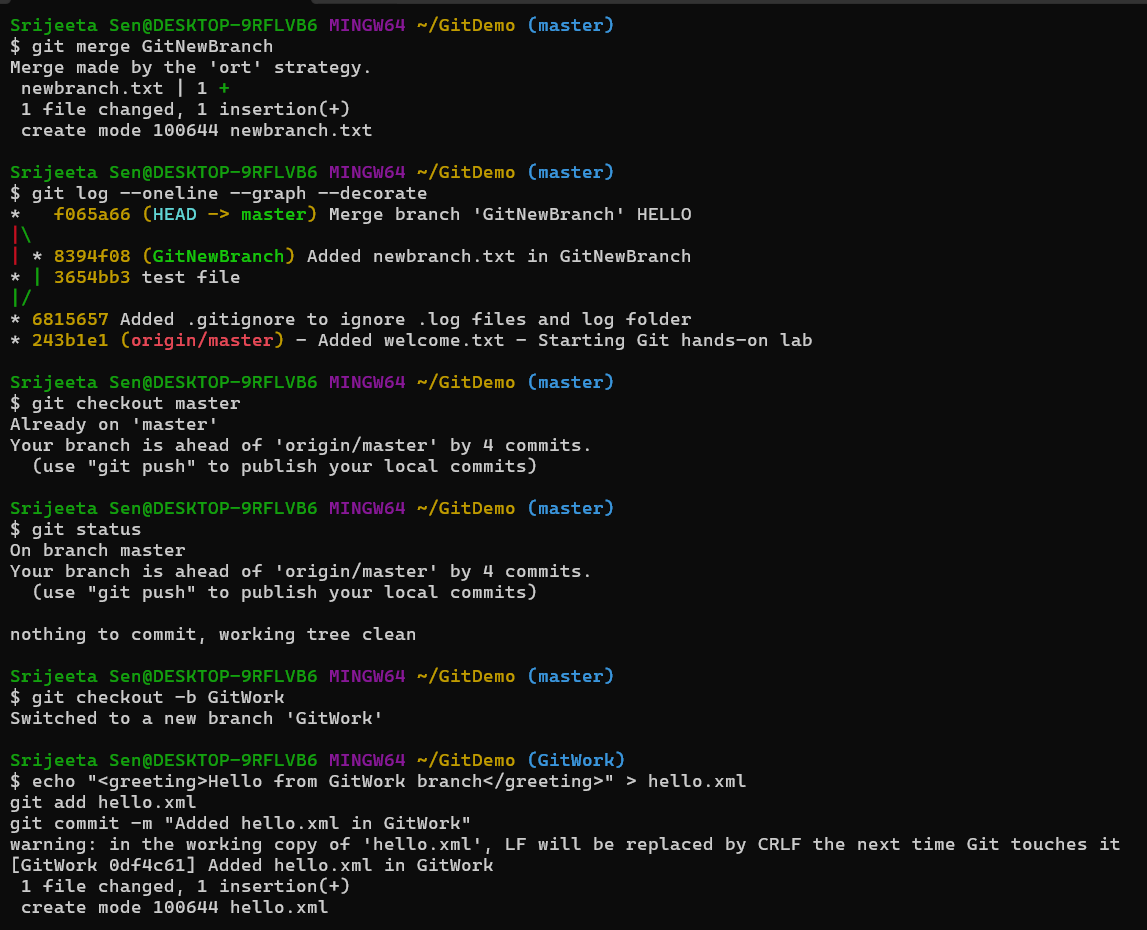 Srijeeta Sen@DESKTOP-9RFLVB6 MINGW64 ~/GitDemo (master)
$ git merge GitNewBranch
Merge made by the 'ort' strategy.
 newbranch.txt | 1 +
 1 file changed, 1 insertion(+)
 create mode 100644 newbranch.txt

Srijeeta Sen@DESKTOP-9RFLVB6 MINGW64 ~/GitDemo (master)
$ git log --oneline --graph --decorate
*   f065a66 (HEAD -> master) Merge branch 'GitNewBranch' HELLO
|\
| * 8394f08 (GitNewBranch) Added newbranch.txt in GitNewBranch
* | 3654bb3 test file
|/
* 6815657 Added .gitignore to ignore .log files and log folder
* 243b1e1 (origin/master) - Added welcome.txt - Starting Git hands-on lab

Srijeeta Sen@DESKTOP-9RFLVB6 MINGW64 ~/GitDemo (master)
$ git checkout master
Already on 'master'
Your branch is ahead of 'origin/master' by 4 commits.
  (use "git push" to publish your local commits)

Srijeeta Sen@DESKTOP-9RFLVB6 MINGW64 ~/GitDemo (master)
$ git status
On branch master
Your branch is ahead of 'origin/master' by 4 commits.
  (use "git push" to publish your local commits)

nothing to commit, working tree clean

Srijeeta Sen@DESKTOP-9RFLVB6 MINGW64 ~/GitDemo (master)
$ git checkout -b GitWork
Switched to a new branch 'GitWork'

Srijeeta Sen@DESKTOP-9RFLVB6 MINGW64 ~/GitDemo (GitWork)
$ echo "<greeting>Hello from GitWork branch</greeting>" > hello.xml
git add hello.xml
git commit -m "Added hello.xml in GitWork"
warning: in the working copy of 'hello.xml', LF will be replaced by CRLF the next time Git touches it
[GitWork 0df4c61] Added hello.xml in GitWork
 1 file changed, 1 insertion(+)
 create mode 100644 hello.xml